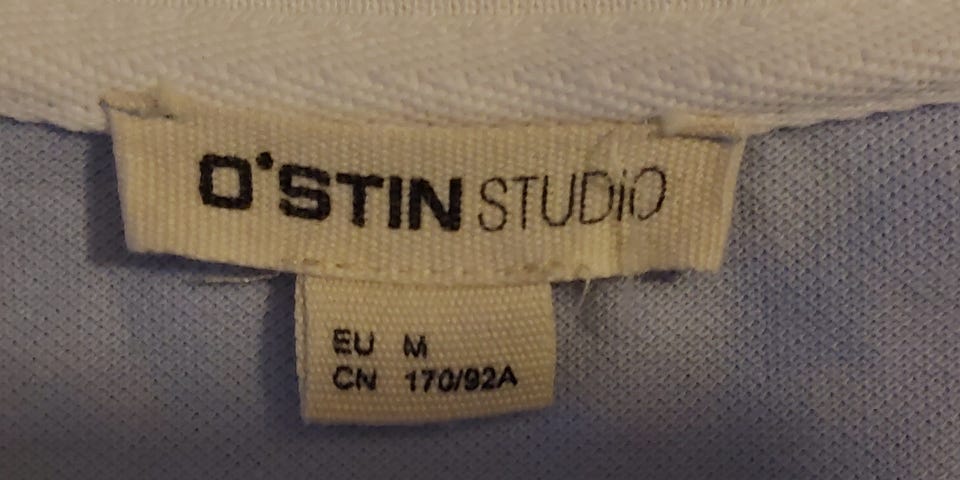 O'STIN STUDiO
EU M
CN 170/92A